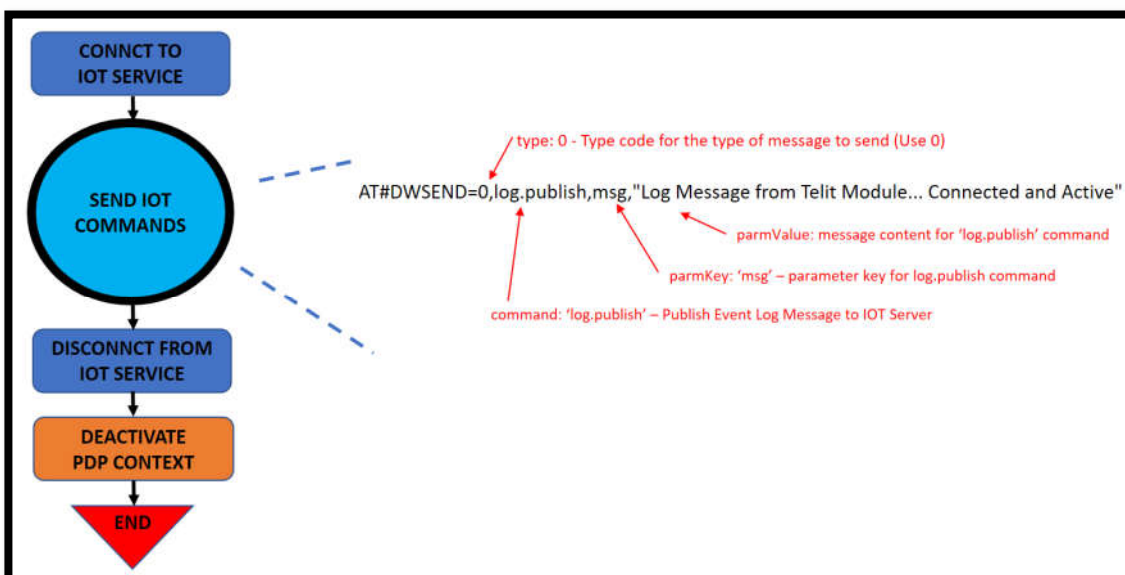 CONNCT TO
IOT SERVICE
SEND IOT
COMMANDS
DISCONNCT FROM
IOT SERVICE
DEACTIVATE
PDP CONTEXT
END
type: 0 - Type code for the type of message to send (Use 0)
AT#DWSEND=0,log.publish,msg,"Log Message from Telit Module... Connected and Active"
parmValue: message content for ‘log.publish’ command
parmKey: ‘msg’ – parameter key for log.publish command
command: ‘log.publish’ – Publish Event Log Message to IOT Server